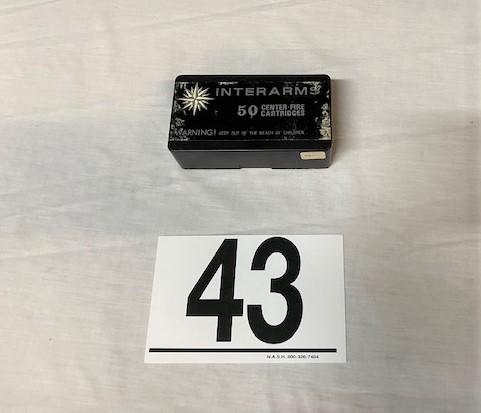 INTERARMS
50 CENTER-FIRE
CARTRIDGES
WARNING! KEEP OUT OF THE REACH OF CHILDREN
43
N.A.S.H. 800-326-7404